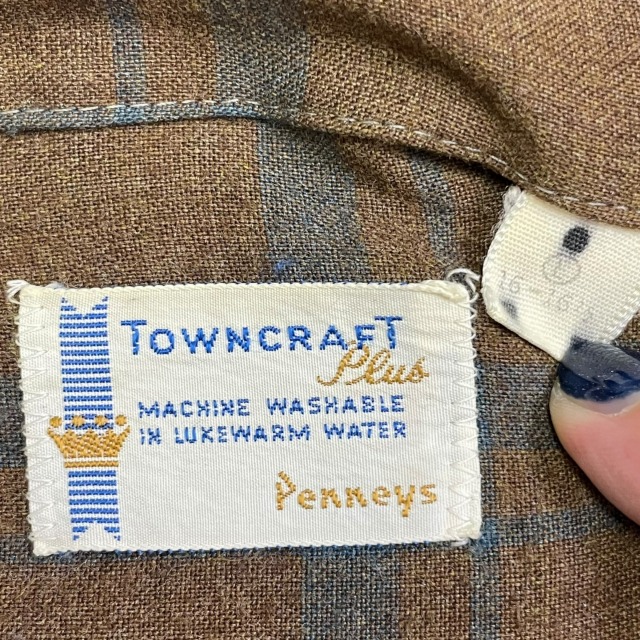 TOWNCRAFT
Plus
MACHINE WASHABLE
IN LUKEWARM WATER
Penneys